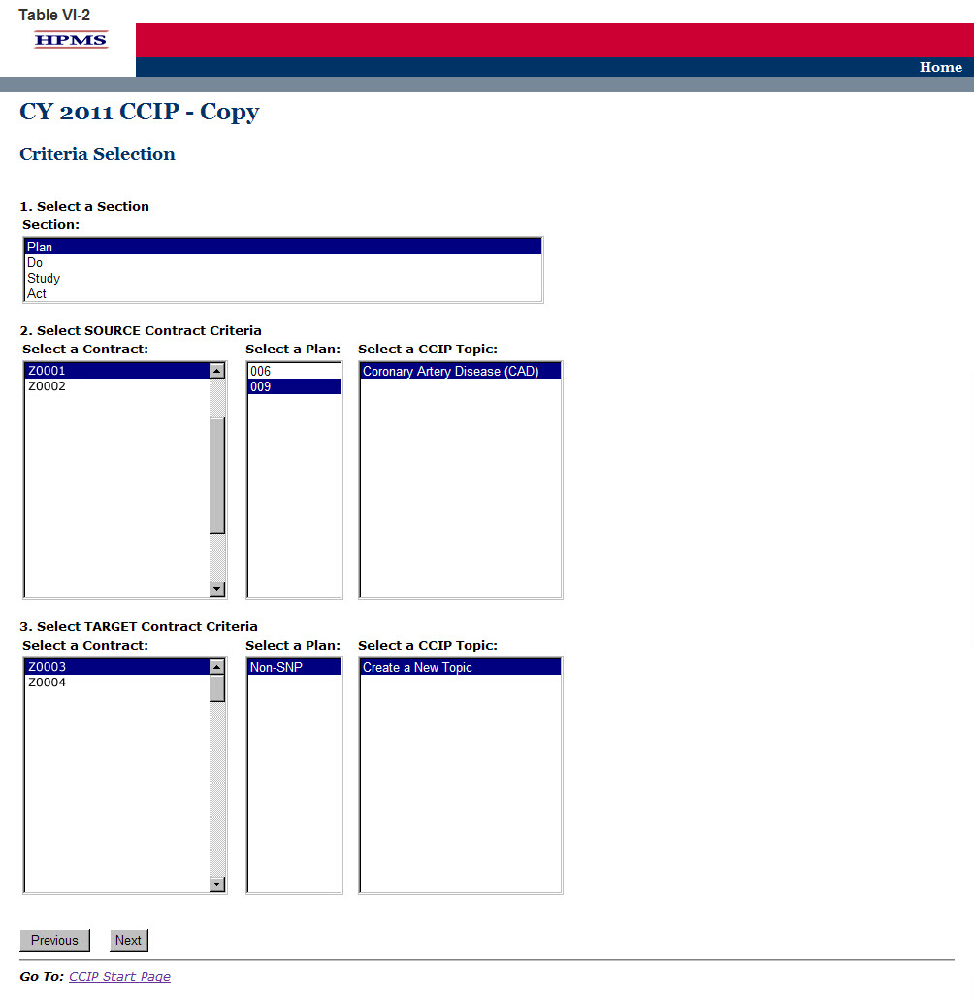 Table VI-2
HPMS
Home
CY 2011 CCIP - Copy
Criteria Selection
1. Select a Section
Section:
Plan
Do
Study
Act
2. Select SOURCE Contract Criteria
Select a Contract: Select a Plan: Select a CCIP Topic:
Z0001 006 Coronary Artery Disease (CAD)
Z0002 009
3. Select TARGET Contract Criteria
Select a Contract: Select a Plan: Select a CCIP Topic:
Z0003 Non-SNP Create a New Topic
Z0004
Previous Next
Go To: CCIP Start Page